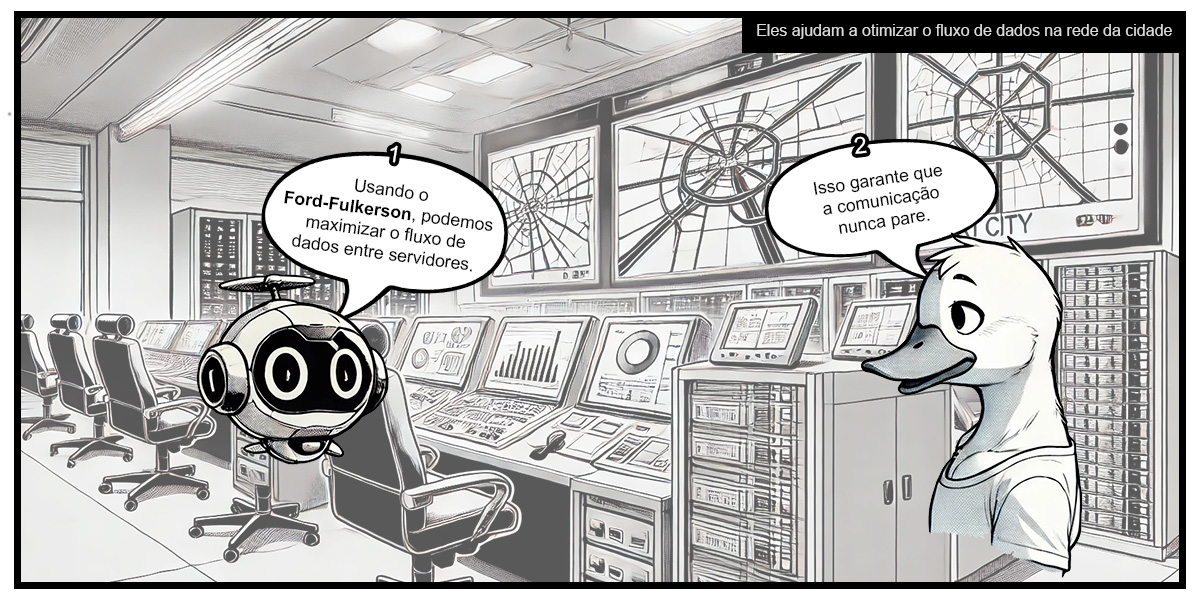 Eles ajudam a otimizar o fluxo de dados na rede da cidade
1
Usando o
Ford-Fulkerson, podemos
maximizar o fluxo de
dados entre servidores.
2
Isso garante que
a comunicação
nunca pare.
CITY